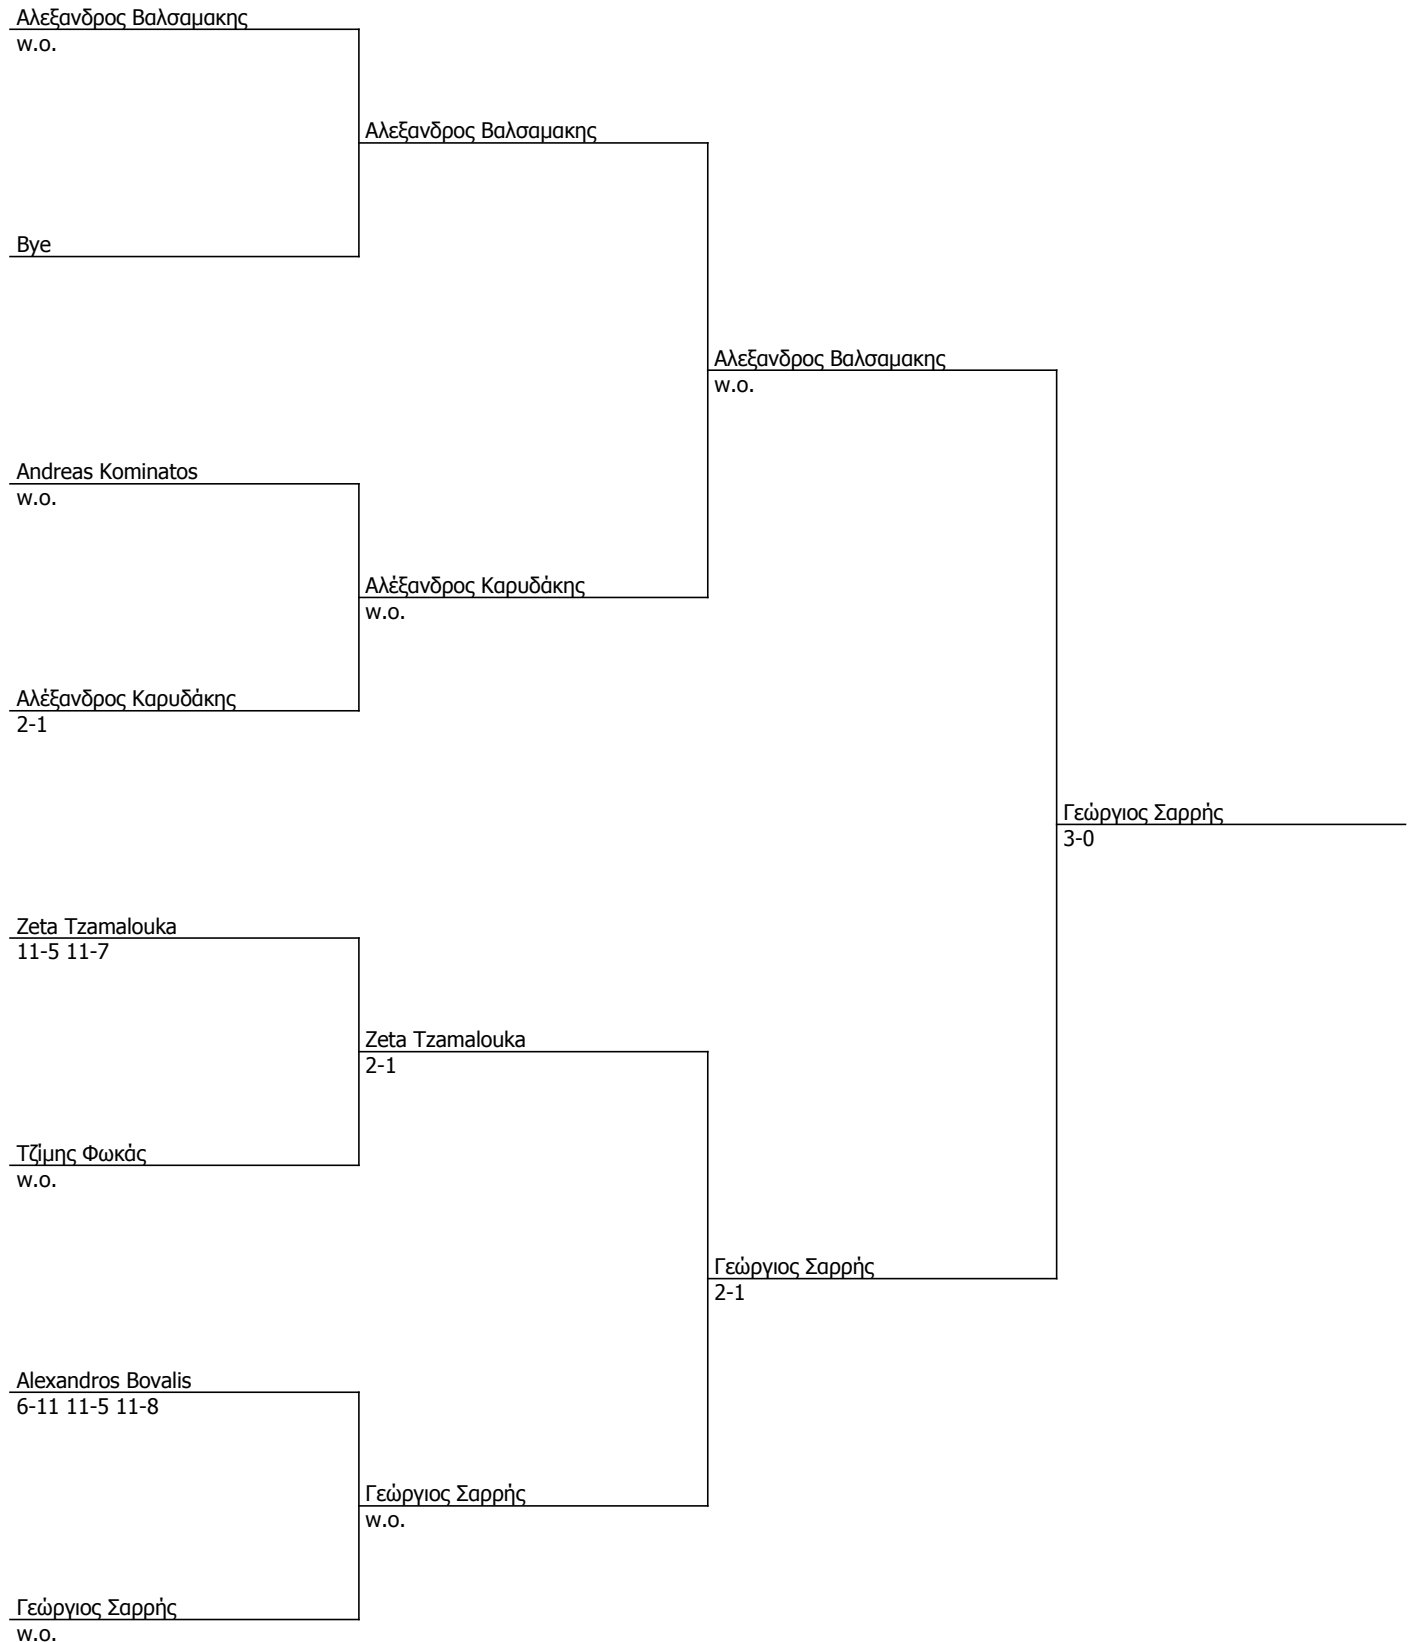 Αλεξανδρος Βαλσαμακης
w.o.
Αλεξανδρος Βαλσαμακης
Bye
Αλεξανδρος Βαλσαμακης
w.o.
Andreas Kominatos
w.o.
Αλέξανδρος Καρυδάκης
w.o.
Αλέξανδρος Καρυδάκης
2-1
Γεώργιος Σαρρής
3-0
Zeta Tzamalouka
11-5 11-7
Zeta Tzamalouka
2-1
Τζίμης Φωκάς
w.o.
Γεώργιος Σαρρής
2-1
Alexandros Bovalis
6-11 11-5 11-8
Γεώργιος Σαρρής
w.o.
Γεώργιος Σαρρής
w.o.